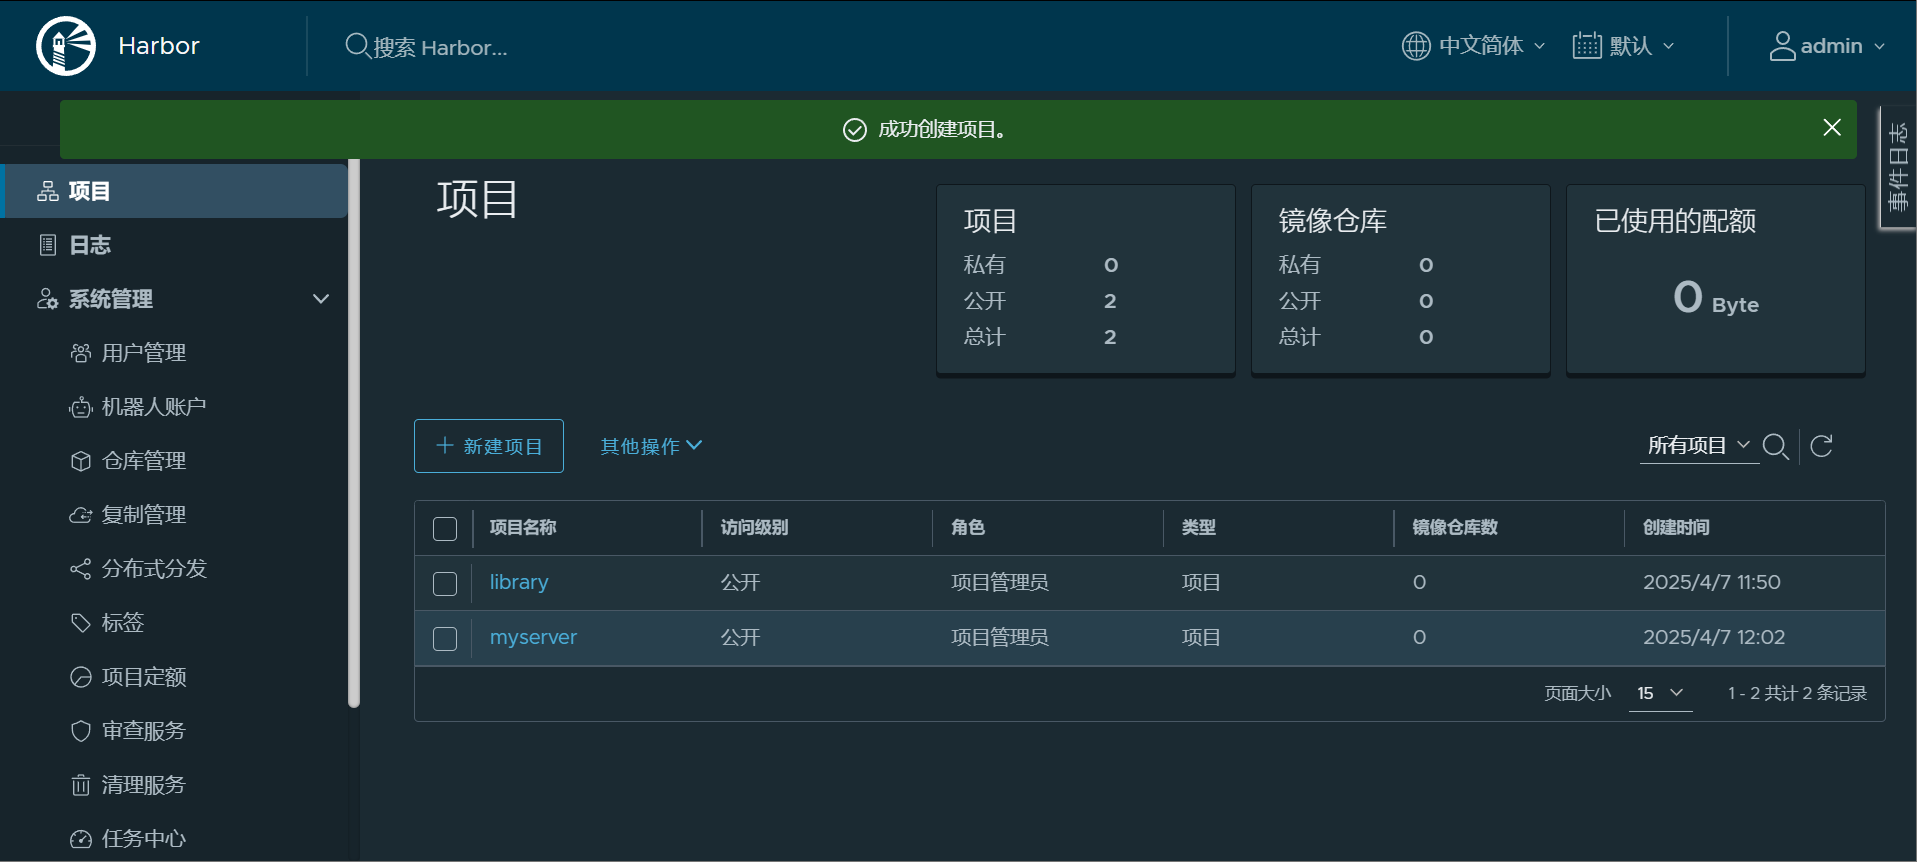 Harbor
搜索 Harbor...
中文简体
默认
admin
成功创建项目。
事件日志
项目
日志
系统管理
用户管理
机器人账户
仓库管理
复制管理
分布式分发
标签
项目定额
审查服务
清理服务
任务中心
项目
项目
私有 0
公开 2
总计 2
镜像仓库
私有 0
公开 0
总计 0
已使用的配额
0 Byte
新建项目
其他操作
所有项目
项目名称 访问级别 角色 类型 镜像仓库数 创建时间
library 公开 项目管理员 项目 0 2025/4/7 11:50
myserver 公开 项目管理员 项目 0 2025/4/7 12:02
页面大小 15 1 - 2 共计 2 条记录